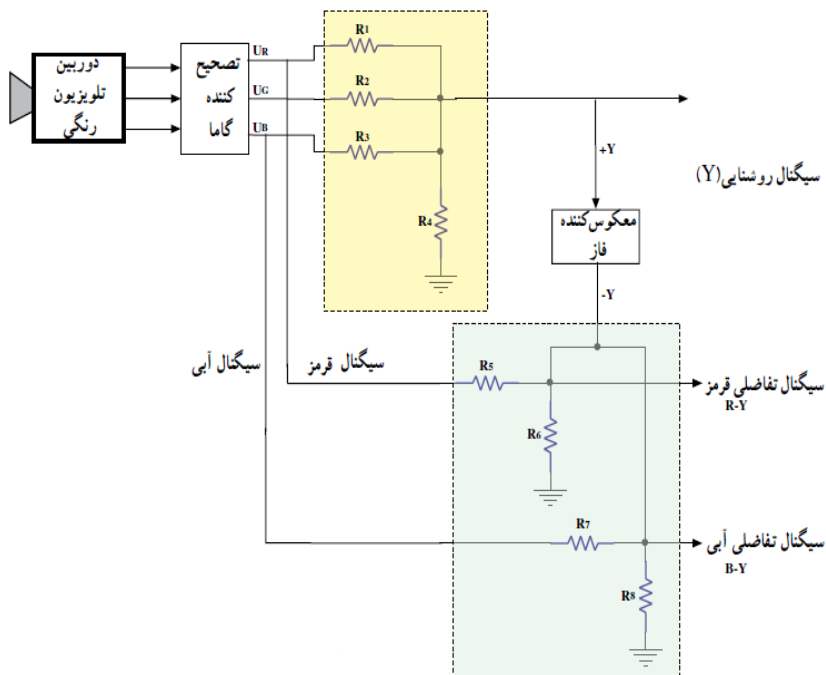 دوربین
تلویزیون
رنگی
تصحیح
کننده
گاما
UR
UG
UB
R1
R2
R3
R4
+Y
سیگنال روشنایی(Y)
معکوس‌کننده
فاز
-Y
سیگنال آبی
سیگنال قرمز
R5
R6
سیگنال تفاضلی قرمز
R-Y
R7
R8
سیگنال تفاضلی آبی
B-Y